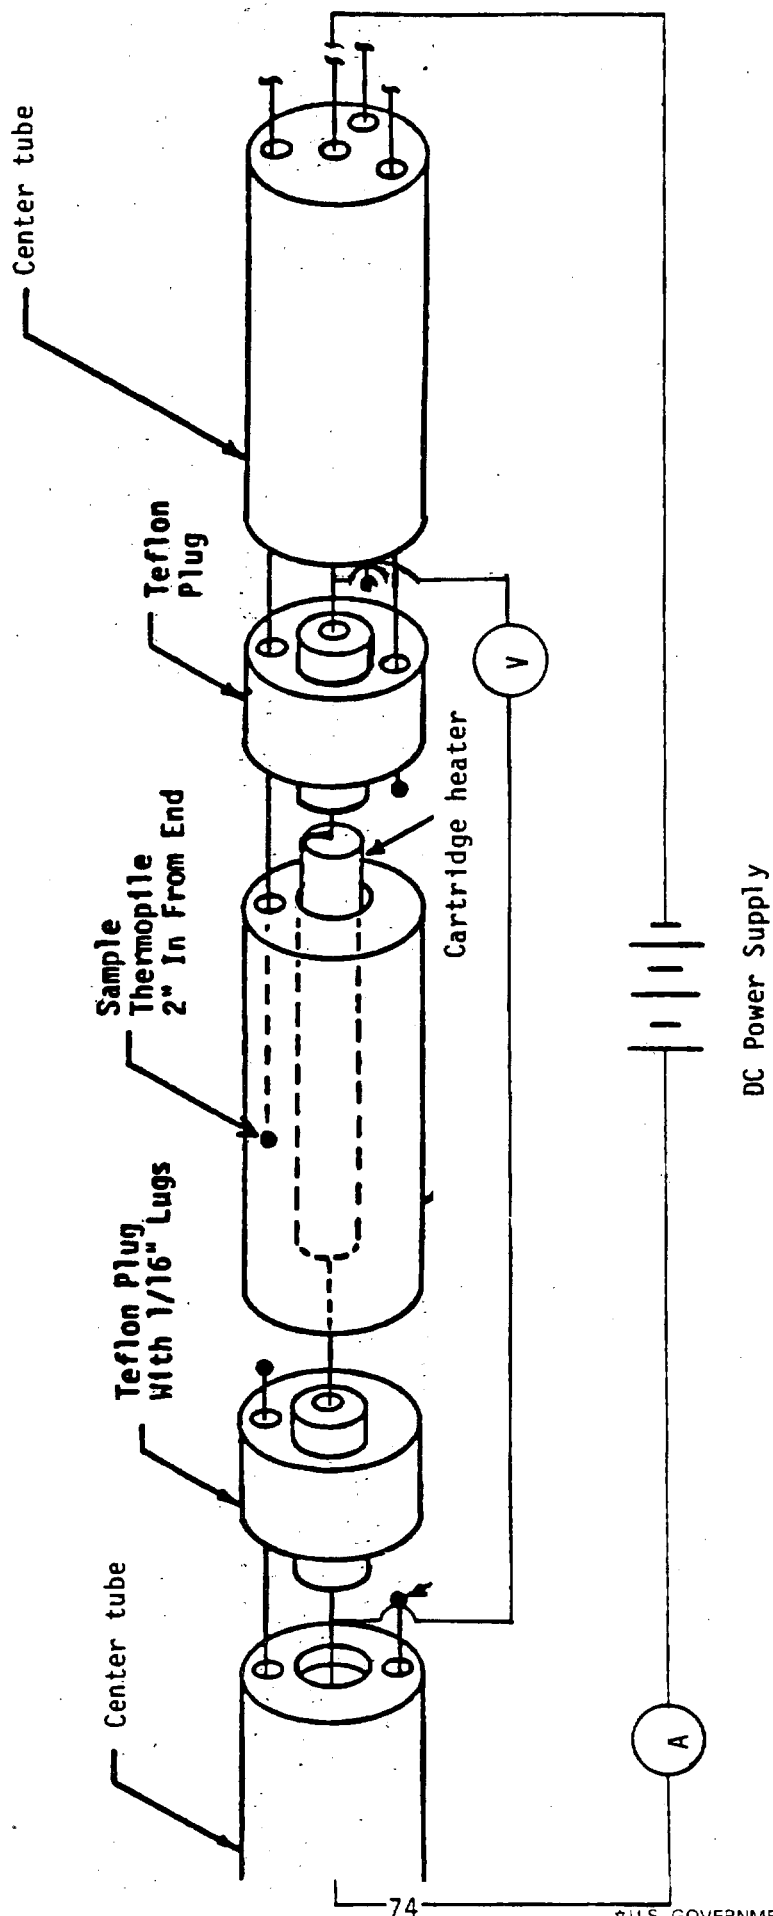 Center tube
Teflon
Plug
Sample
Thermopile
2" In From End
Cartridge heater
Teflon Plug
With 1/16" Lugs
Center tube
V
A
DC Power Supply
74
☆U.S. GOVERNME